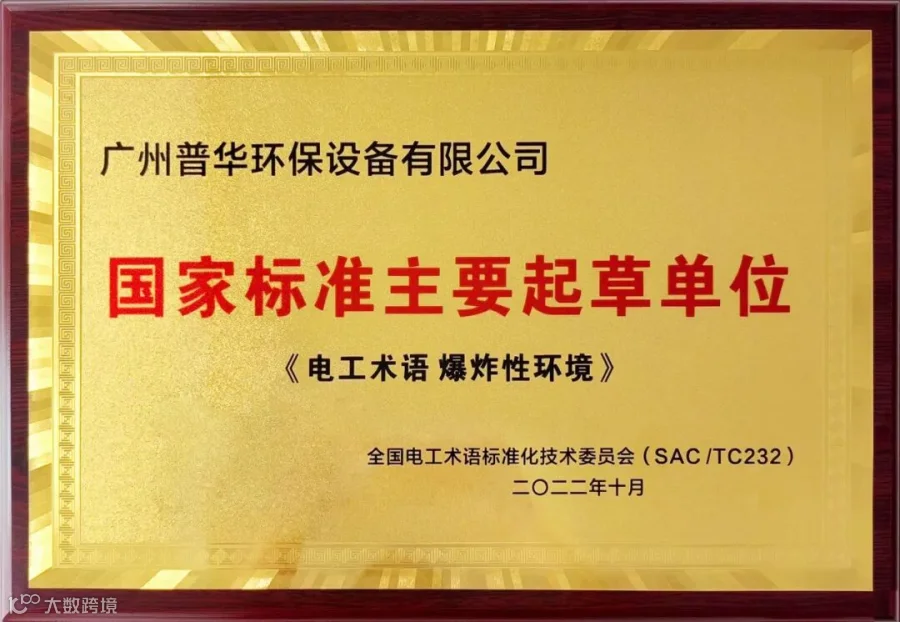 广州普华环保设备有限公司
国家标准主要起草单位
《电工术语 爆炸性环境》
全国电工术语标准化技术委员会（SAC/TC232）
二〇二二年十月
大数跨境